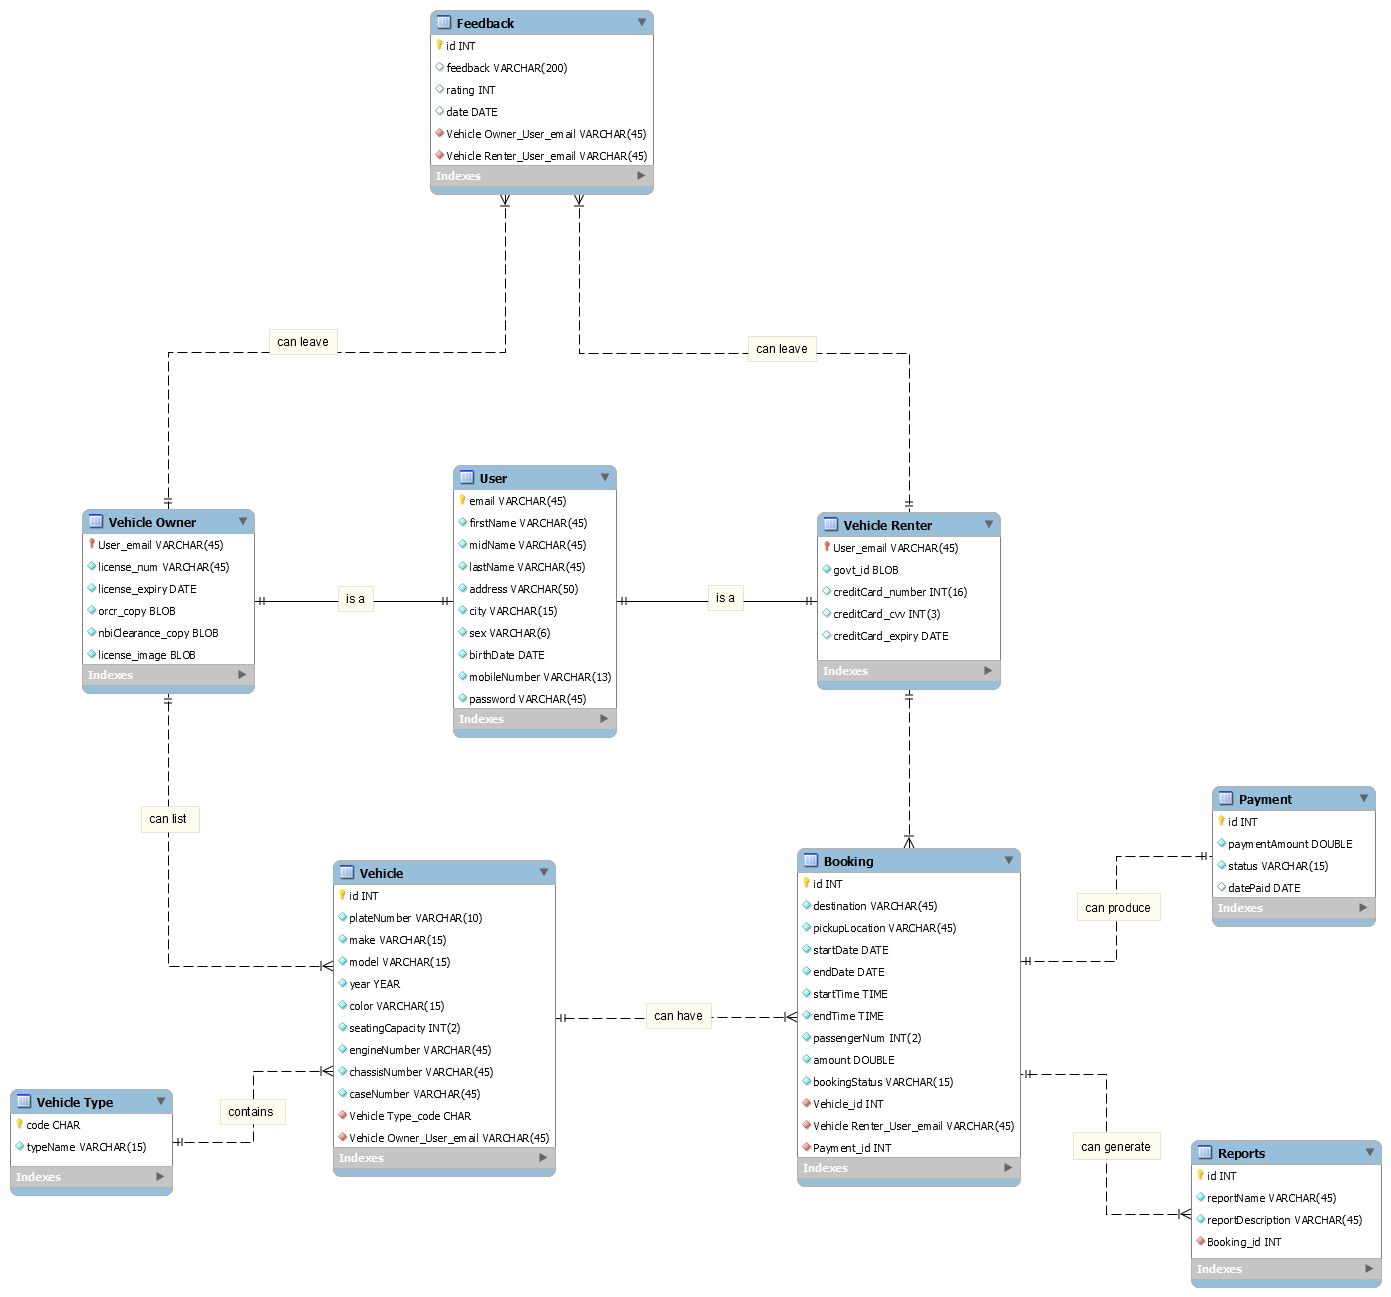 Feedback
id INT
feedback VARCHAR(200)
rating INT
date DATE
Vehicle Owner_User_email VARCHAR(45)
Vehicle Renter_User_email VARCHAR(45)
Indexes
can leave
can leave
User
email VARCHAR(45)
firstName VARCHAR(45)
midName VARCHAR(45)
lastName VARCHAR(45)
address VARCHAR(50)
city VARCHAR(15)
sex VARCHAR(6)
birthDate DATE
mobileNumber VARCHAR(13)
password VARCHAR(45)
Indexes
Vehicle Owner
User_email VARCHAR(45)
license_num VARCHAR(45)
license_expiry DATE
orcr_copy BLOB
nbiClearance_copy BLOB
license_image BLOB
Indexes
is a
is a
Vehicle Renter
User_email VARCHAR(45)
govt_id BLOB
creditCard_number INT(16)
creditCard_cvv INT(3)
creditCard_expiry DATE
Indexes
can list
Vehicle
id INT
plateNumber VARCHAR(10)
make VARCHAR(15)
model VARCHAR(15)
year YEAR
color VARCHAR(15)
seatingCapacity INT(2)
engineNumber VARCHAR(45)
chassisNumber VARCHAR(45)
caseNumber VARCHAR(45)
Vehicle Type_code CHAR
Vehicle Owner_User_email VARCHAR(45)
Indexes
can have
Booking
id INT
destination VARCHAR(45)
pickupLocation VARCHAR(45)
startDate DATE
endDate DATE
startTime TIME
endTime TIME
passengerNum INT(2)
amount DOUBLE
bookingStatus VARCHAR(15)
Vehicle_id INT
Vehicle Renter_User_email VARCHAR(45)
Payment_id INT
Indexes
Payment
id INT
paymentAmount DOUBLE
status VARCHAR(15)
datePaid DATE
Indexes
can produce
Vehicle Type
code CHAR
typeName VARCHAR(15)
Indexes
contains
can generate
Reports
id INT
reportName VARCHAR(45)
reportDescription VARCHAR(45)
Booking_id INT
Indexes